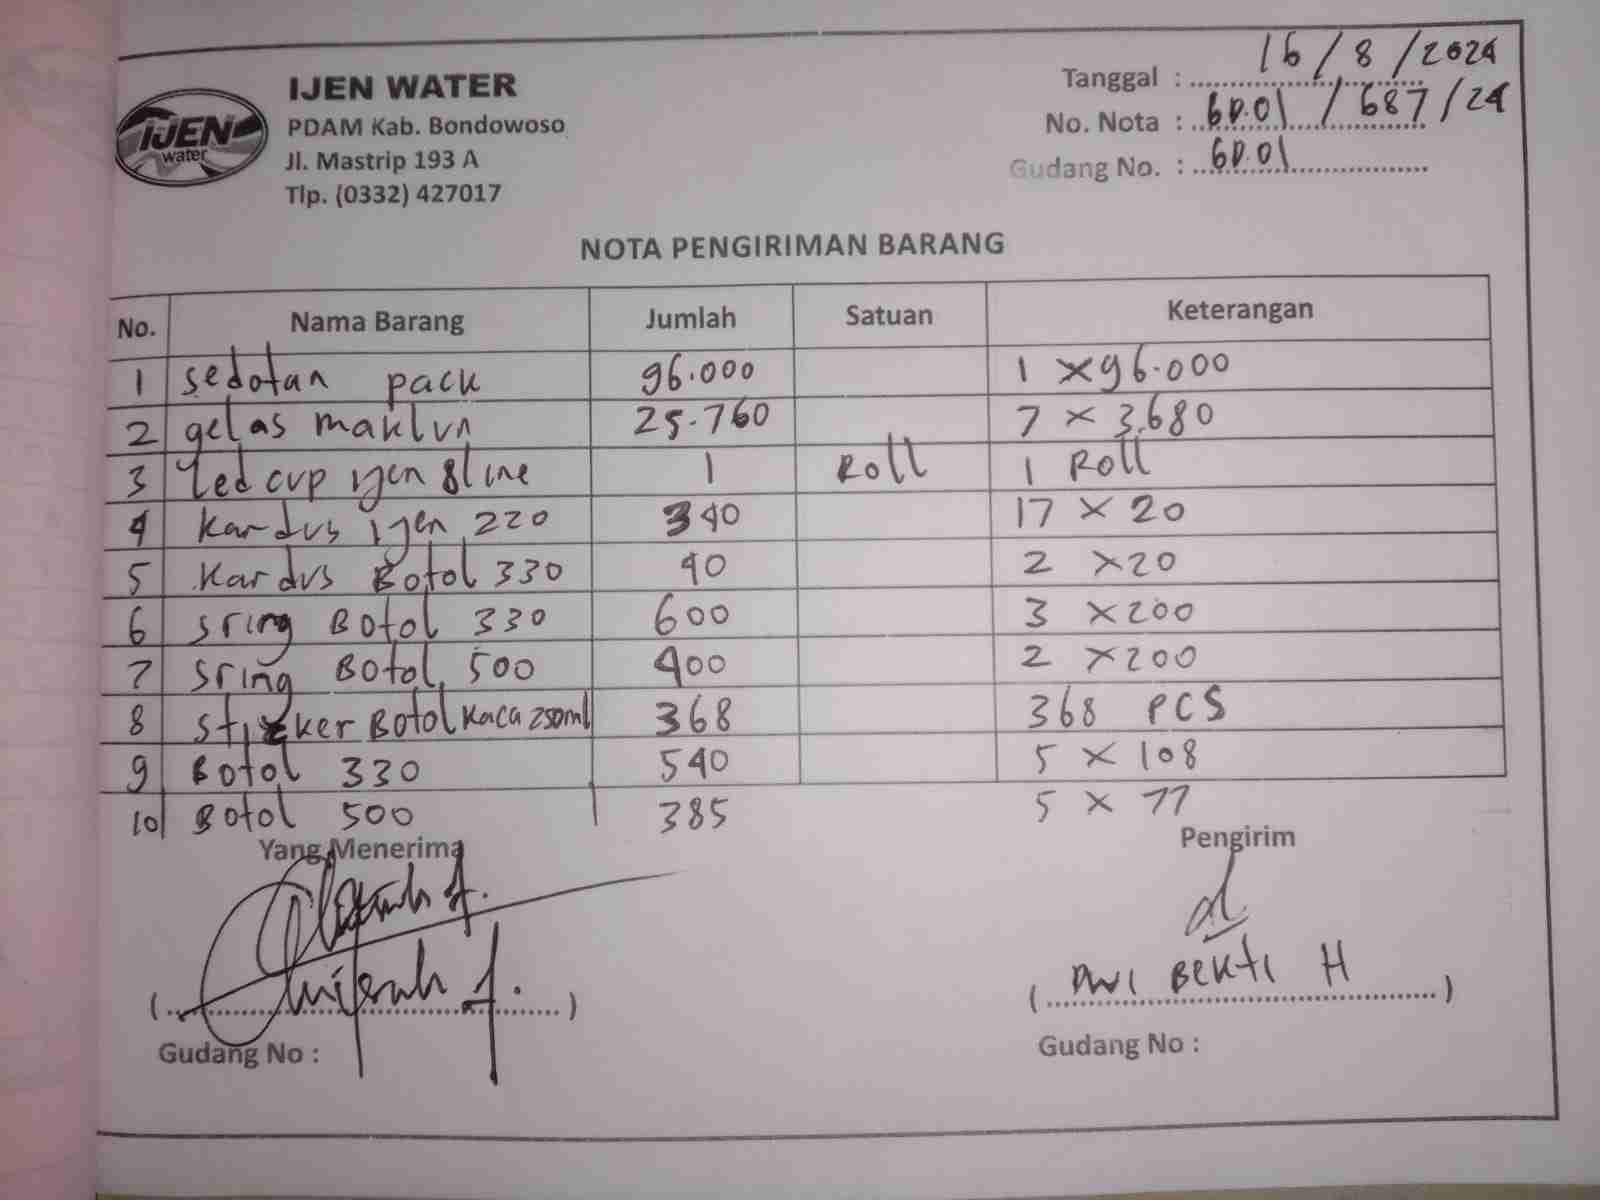 IJEN water
IJEN WATER
PDAM Kab. Bondowoso
Jl. Mastrip 193 A
Tlp. (0332) 427017
Tanggal : 16 / 8 / 2024
No. Nota : 6D.01 / 687 / 24
Gudang No. : 6D.01
NOTA PENGIRIMAN BARANG
No. Nama Barang Jumlah Satuan Keterangan
1 sedotan pack 96.000 1 x 96.000
2 gelas maklun 25.760 7 x 3.680
3 Led cup ijen 8 line 1 Roll 1 Roll
4 kardus ijen 220 340 17 x 20
5 kardus Botol 330 40 2 x 20
6 sring Botol 330 600 3 x 200
7 sring Botol 500 400 2 x 200
8 sticker Botol kaca 250ml 368 368 PCS
9 Botol 330 540 5 x 108
10 Botol 500 385 5 x 77
Yang Menerima Pengirim
( ) ( DWI BEKTI H )
Gudang No : Gudang No :